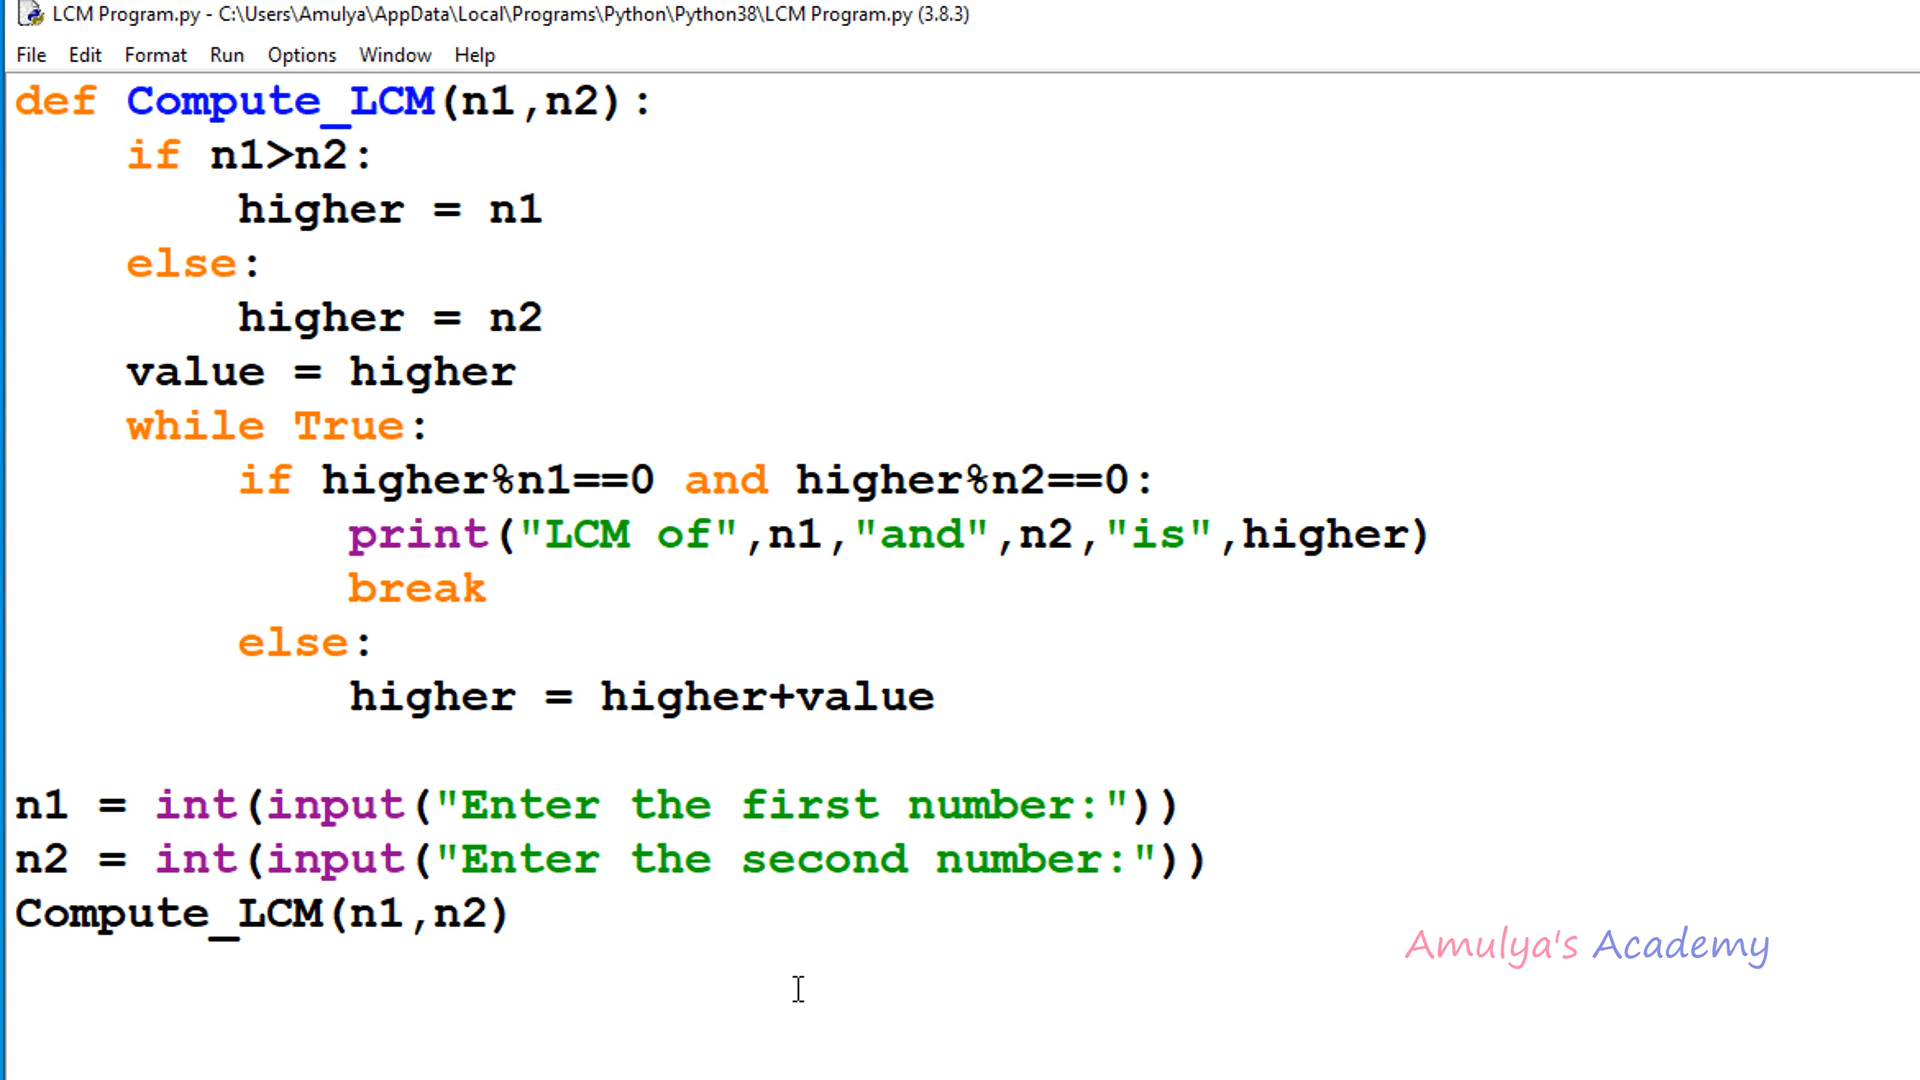 LCM Program.py - C:\Users\Amulya\AppData\Local\Programs\Python\Python38\LCM Program.py (3.8.3)
File Edit Format Run Options Window Help
def Compute_LCM(n1,n2):
    if n1>n2:
        higher = n1
    else:
        higher = n2
    value = higher
    while True:
        if higher%n1==0 and higher%n2==0:
            print("LCM of",n1,"and",n2,"is",higher)
            break
        else:
            higher = higher+value
n1 = int(input("Enter the first number:"))
n2 = int(input("Enter the second number:"))
Compute_LCM(n1,n2)
Amulya's Academy